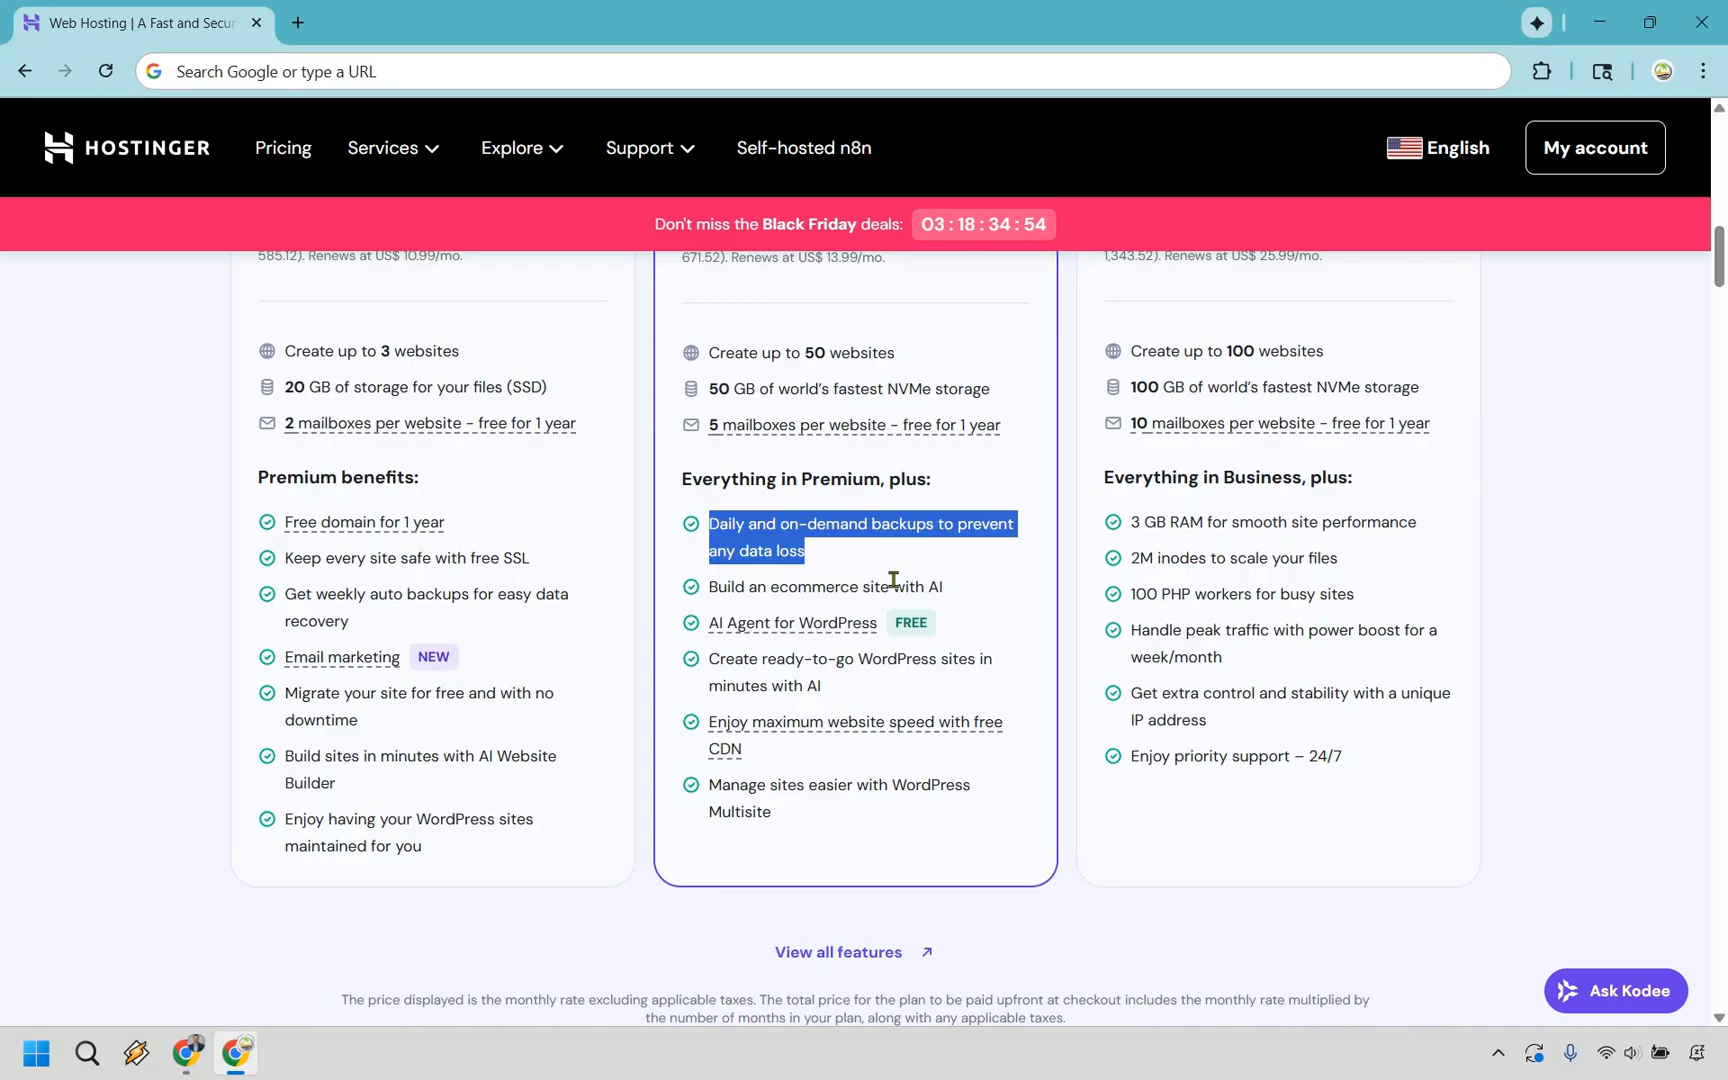 Web Hosting | A Fast and Secur
Search Google or type a URL
HOSTINGER
Pricing
Services
Explore
Support
Self-hosted n8n
English
My account
Don't miss the Black Friday deals: 03 : 18 : 34 : 54
585.12). Renews at US$ 10.99/mo.
Create up to 3 websites
20 GB of storage for your files (SSD)
2 mailboxes per website - free for 1 year
Premium benefits:
Free domain for 1 year
Keep every site safe with free SSL
Get weekly auto backups for easy data
recovery
Email marketing NEW
Migrate your site for free and with no
downtime
Build sites in minutes with AI Website
Builder
Enjoy having your WordPress sites
maintained for you
671.52). Renews at US$ 13.99/mo.
Create up to 50 websites
50 GB of world's fastest NVMe storage
5 mailboxes per website - free for 1 year
Everything in Premium, plus:
Daily and on-demand backups to prevent
any data loss
Build an ecommerce site with AI
AI Agent for WordPress FREE
Create ready-to-go WordPress sites in
minutes with AI
Enjoy maximum website speed with free
CDN
Manage sites easier with WordPress
Multisite
1,343.52). Renews at US$ 25.99/mo.
Create up to 100 websites
100 GB of world's fastest NVMe storage
10 mailboxes per website - free for 1 year
Everything in Business, plus:
3 GB RAM for smooth site performance
2M inodes to scale your files
100 PHP workers for busy sites
Handle peak traffic with power boost for a
week/month
Get extra control and stability with a unique
IP address
Enjoy priority support – 24/7
View all features
The price displayed is the monthly rate excluding applicable taxes. The total price for the plan to be paid upfront at checkout includes the monthly rate multiplied by
the number of months in your plan, along with any applicable taxes.
Ask Kodee